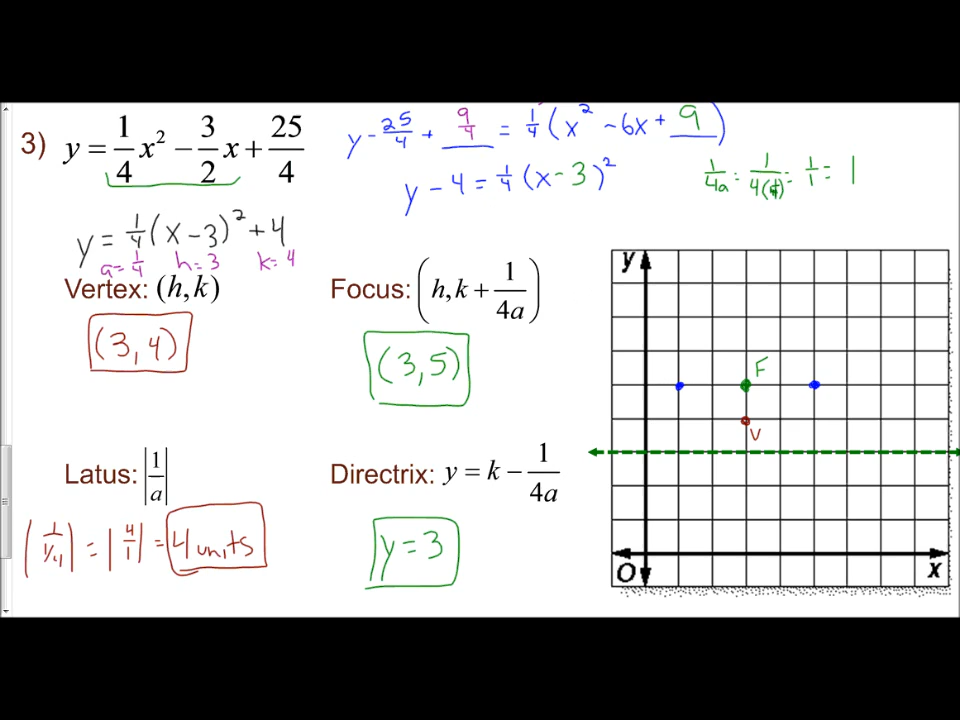 3) y = 1/4 x² − 3/2 x + 25/4
y - 25/4 + 9/4 = 1/4 (x² - 6x + 9)
y - 4 = 1/4 (x - 3)²
1/4a = 1/4(1/4) = 1/1 = 1
y = 1/4 (x - 3)² + 4
a = 1/4 h = 3 k = 4
Vertex: (h, k)
(3, 4)
Focus: (h, k + 1/4a)
(3, 5)
Latus: |1/a|
|1/1/4| = |4/1| = 4 units
Directrix: y = k − 1/4a
y = 3
y
F
V
O
x